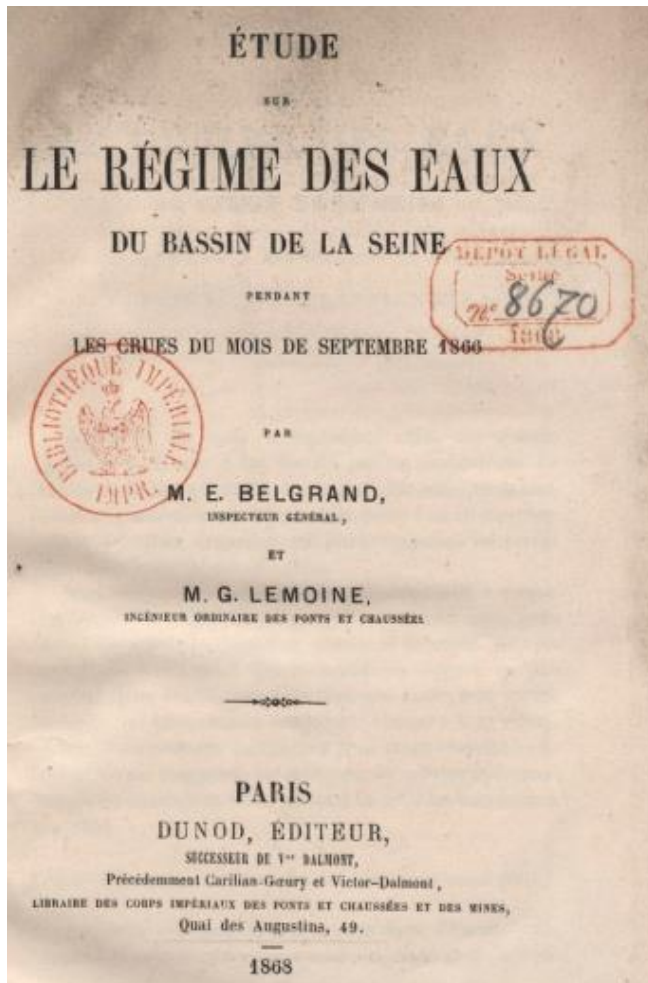 ÉTUDE
SUR
LE RÉGIME DES EAUX
DU BASSIN DE LA SEINE
PENDANT
LES CRUES DU MOIS DE SEPTEMBRE 1866
DÉPÔT LÉGAL
Seine
N° 8670
BIBLIOTHÈQUE IMPÉRIALE
IMPR.
PAR
M. E. BELGRAND,
INSPECTEUR GÉNÉRAL,
ET
M. G. LEMOINE,
INGÉNIEUR ORDINAIRE DES PONTS ET CHAUSSÉES
PARIS
DUNOD, ÉDITEUR,
SUCCESSEUR DE Vve DALMONT,
Précédemment Carilian-Gœury et Victor-Dalmont,
LIBRAIRE DES CORPS IMPÉRIAUX DES PONTS ET CHAUSSÉES ET DES MINES,
Quai des Augustins, 49.
1868